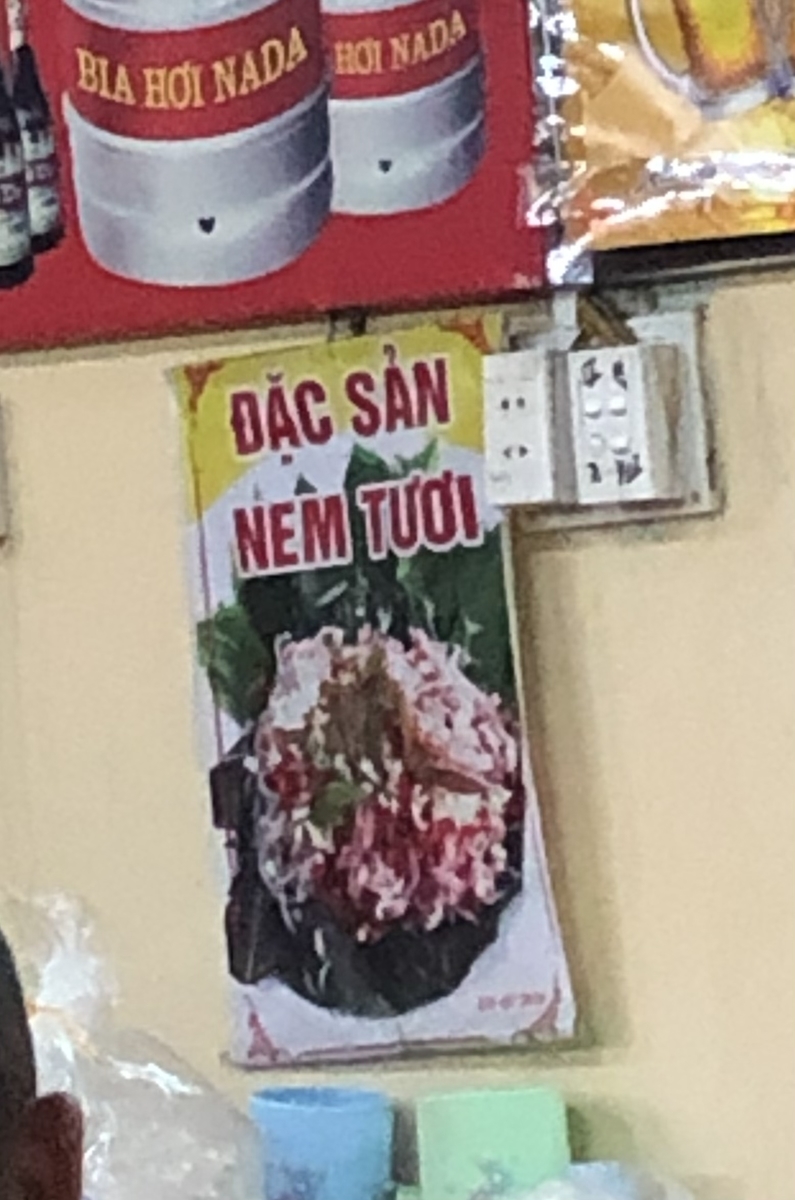 BIA HƠI NADA
HƠI NADA
ĐẶC SẢN
NEM TƯƠI